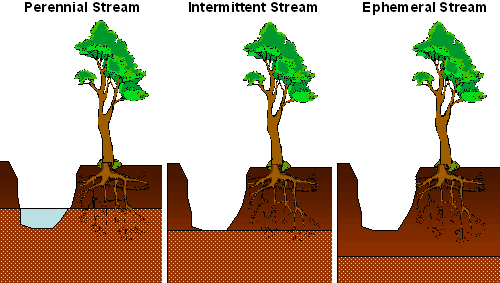 Perennial Stream
Intermittent Stream
Ephemeral Stream